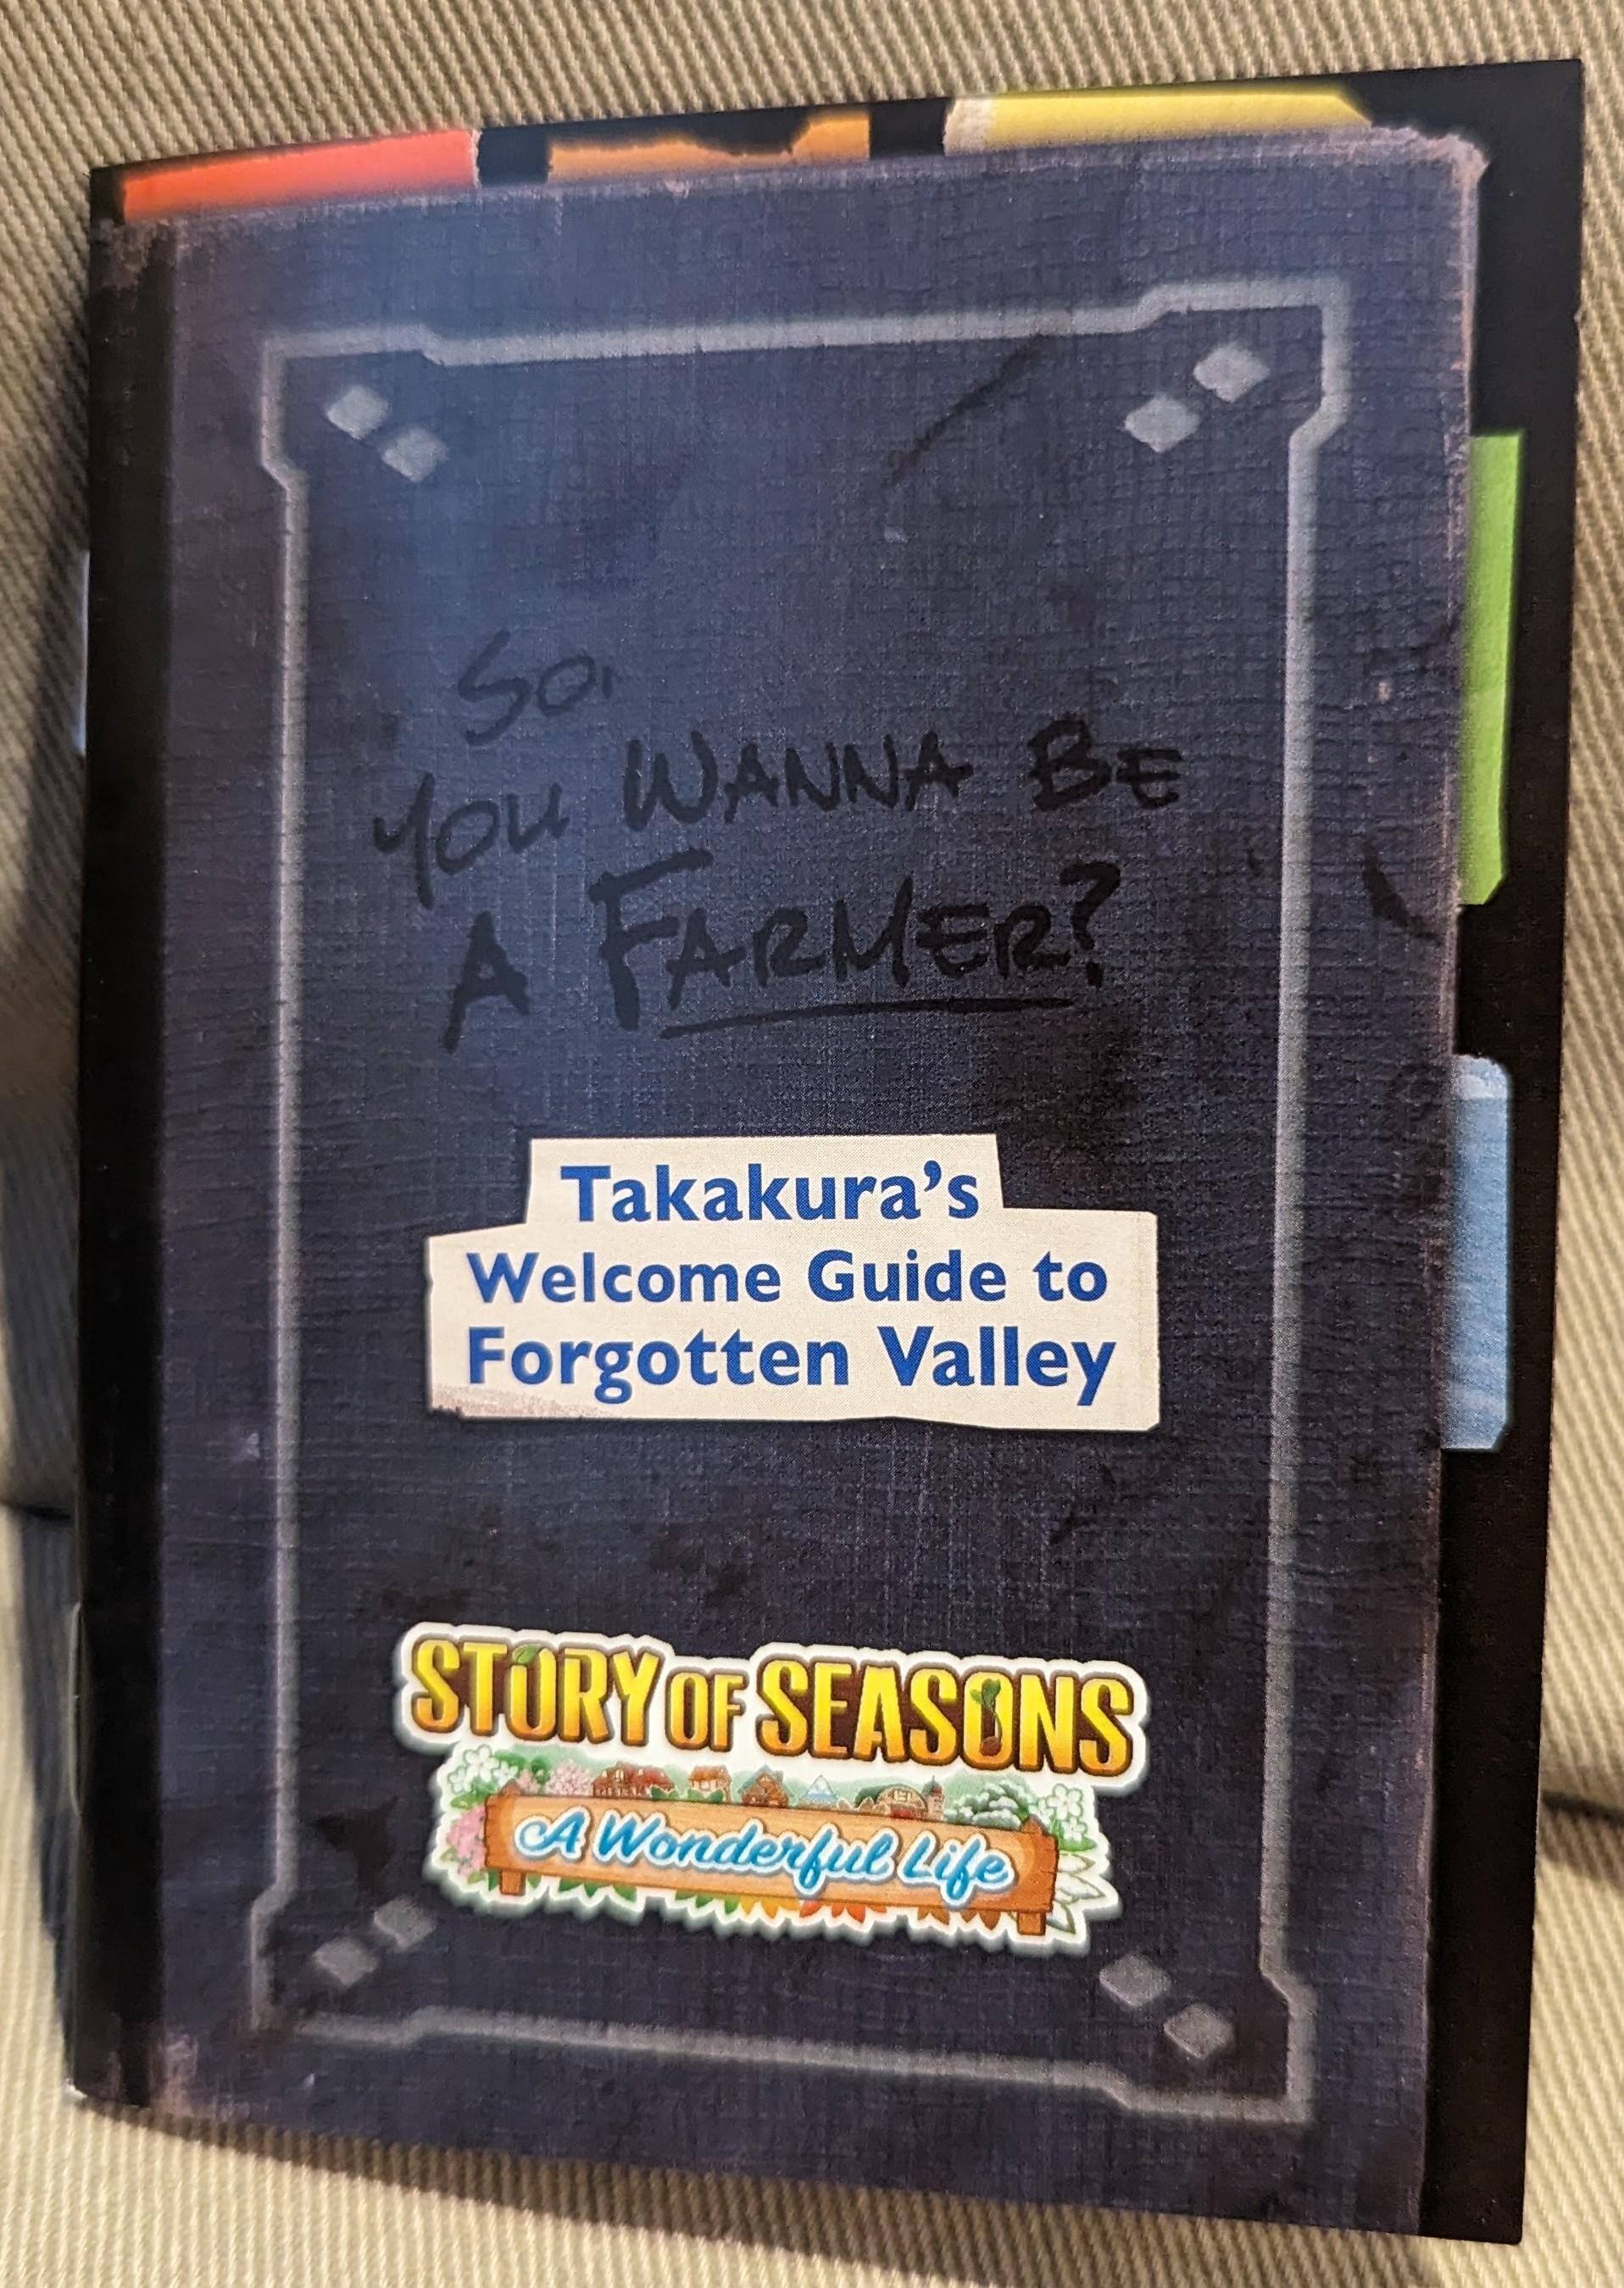 So,
You WANNA BE
A FARMER?
Takakura's
Welcome Guide to
Forgotten Valley
STORY OF SEASONS
A Wonderful Life